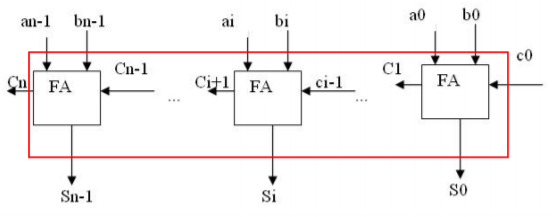 an-1 bn-1 ai bi a0 b0
Cn Cn-1 Ci+1 ci-1 C1 c0
FA ... FA ... FA
Sn-1 Si S0